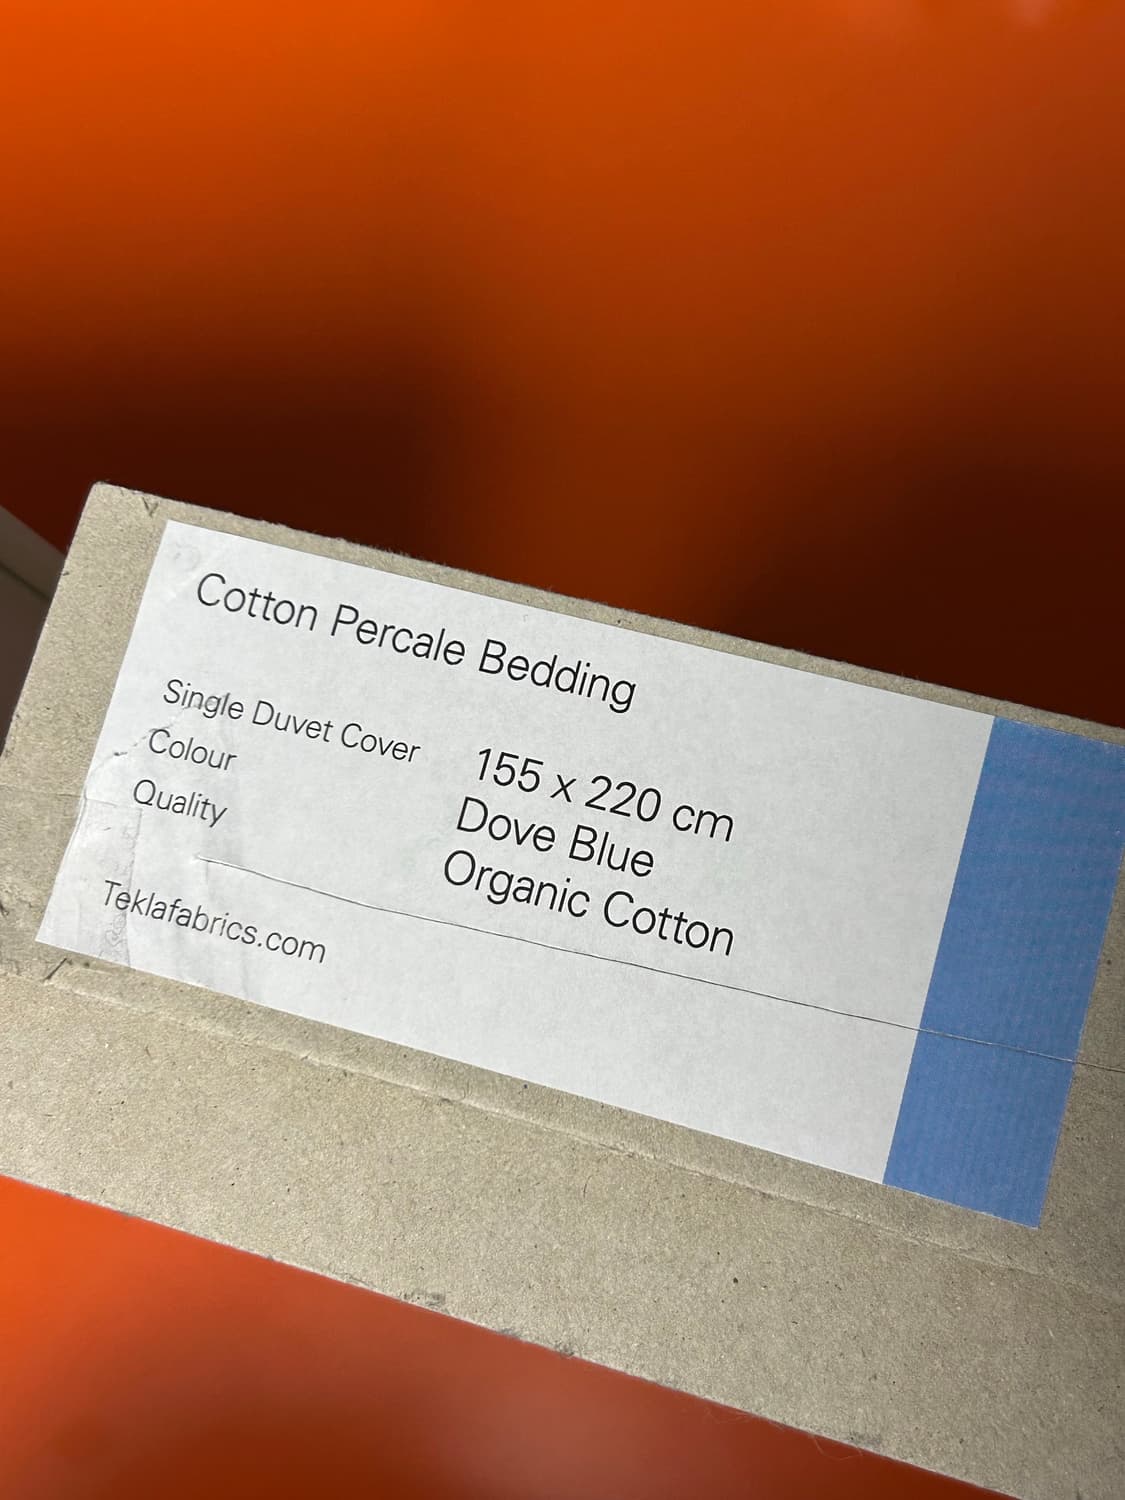 Cotton Percale Bedding
Single Duvet Cover 155 x 220 cm
Colour Dove Blue
Quality Organic Cotton
Teklafabrics.com